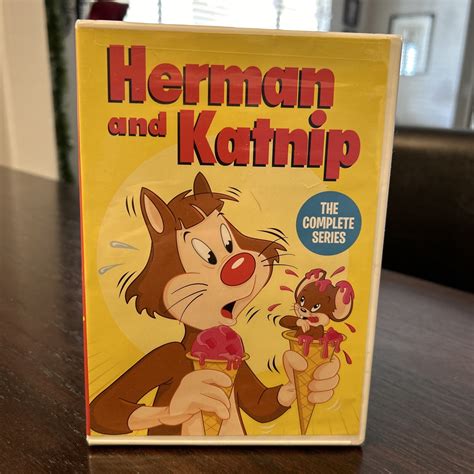 Herman
and Katnip
THE
COMPLETE
SERIES